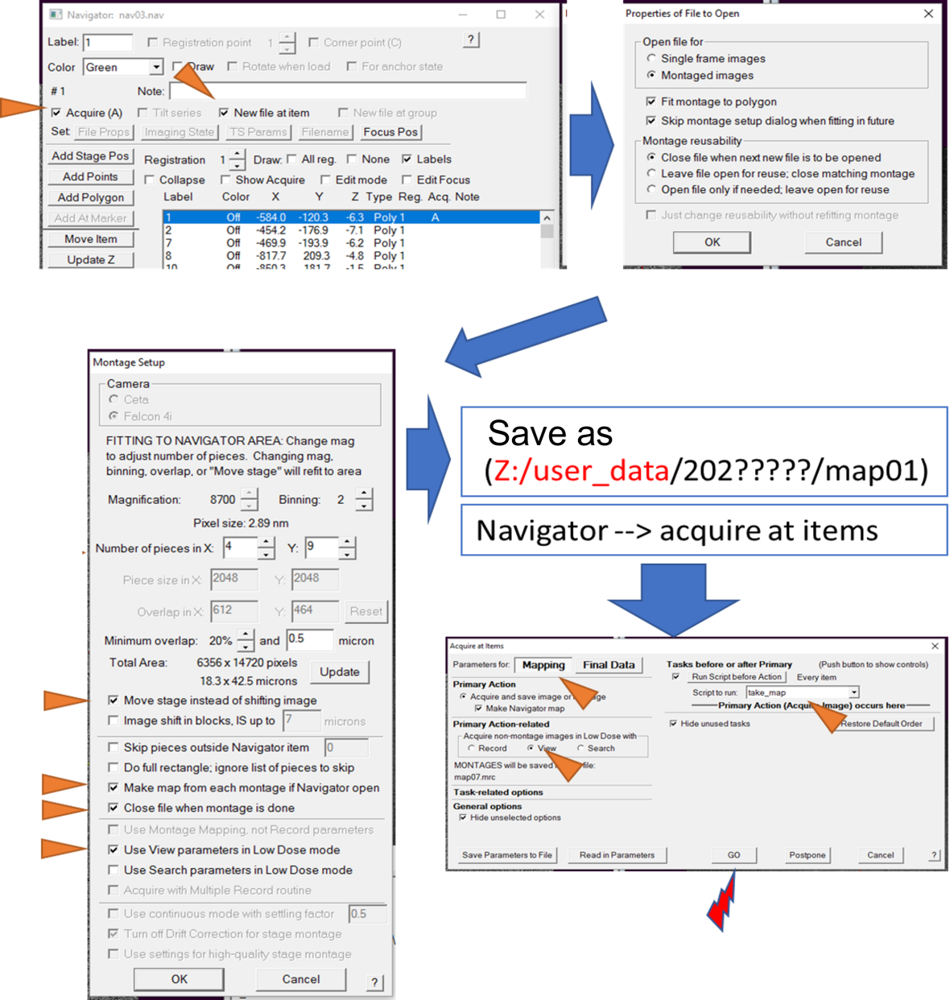 Navigator: nav03.nav
Label: 1 Registration point 1 Corner point (C) ?
Color Green Draw Rotate when load For anchor state
# 1 Note:
Acquire (A) Tilt series New file at item New file at group
Set: File Props Imaging State TS Params Filename Focus Pos
Add Stage Pos Registration 1 Draw: All reg. None Labels
Add Points Collapse Show Acquire Edit mode Edit Focus
Add Polygon Label Color X Y Z Type Reg. Acq. Note
Add At Marker 1 Off -584.0 -120.3 -6.3 Poly 1 A
2 Off -454.2 -176.9 -7.1 Poly 1
Move Item 7 Off -469.9 -193.9 -6.2 Poly 1
Update Z 8 Off -817.7 209.3 -4.8 Poly 1
10 Off -850.3 181.7 -1.5 Poly 1
Properties of File to Open
Open file for
Single frame images
Montaged images
Fit montage to polygon
Skip montage setup dialog when fitting in future
Montage reusability
Close file when next new file is to be opened
Leave file open for reuse; close matching montage
Open file only if needed; leave open for reuse
Just change reusability without refitting montage
OK Cancel
Montage Setup
Camera
Ceta
Falcon 4i
FITTING TO NAVIGATOR AREA: Change mag
to adjust number of pieces. Changing mag,
binning, overlap, or "Move stage" will refit to area
Magnification: 8700 Binning: 2
Pixel size: 2.89 nm
Number of pieces in X: 4 Y: 9
Piece size in X: 2048 Y: 2048
Overlap in X: 612 Y: 464 Reset
Minimum overlap: 20% and 0.5 micron
Total Area: 6356 x 14720 pixels
18.3 x 42.5 microns Update
Move stage instead of shifting image
Image shift in blocks, IS up to 7 microns
Skip pieces outside Navigator item 0
Do full rectangle; ignore list of pieces to skip
Make map from each montage if Navigator open
Close file when montage is done
Use Montage Mapping, not Record parameters
Use View parameters in Low Dose mode
Use Search parameters in Low Dose mode
Acquire with Multiple Record routine
Use continuous mode with settling factor 0.5
Turn off Drift Correction for stage montage
Use settings for high-quality stage montage
OK Cancel ?
Save as
(Z:/user_data/202?????/map01)
Navigator --> acquire at items
Acquire at Items
Parameters for: Mapping Final Data
Primary Action
Acquire and save image or
Make Navigator map
Primary Action-related
Acquire non-montage images in Low Dose with
Record View Search
MONTAGES will be saved file:
map07.mrc
Task-related options
General options
Hide unselected options
Tasks before or after Primary (Push button to show controls)
Run Script before Action Every item
Script to run: take_map
Primary Action (Acquire Image) occurs here
Hide unused tasks Restore Default Order
Save Parameters to File Read in Parameters GO Postpone Cancel ?